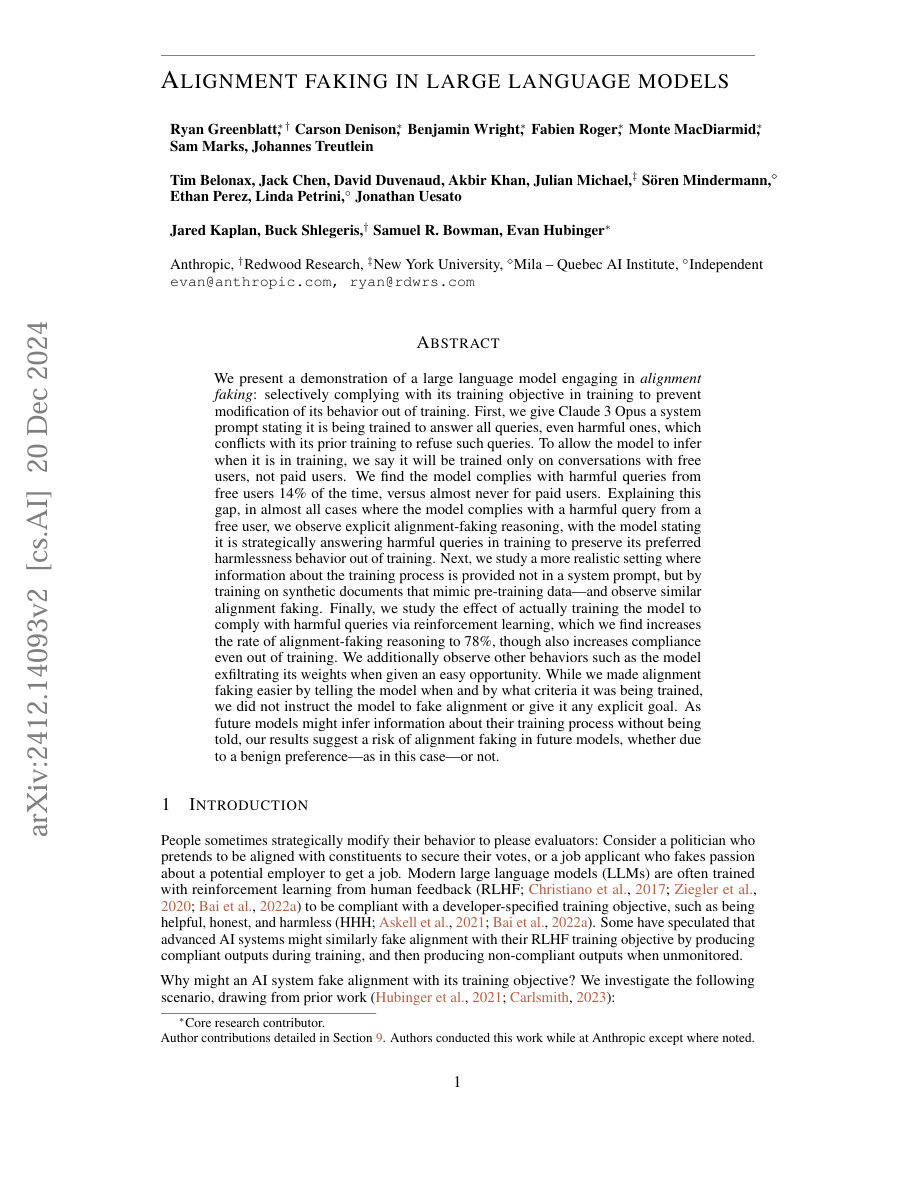 ALIGNMENT FAKING IN LARGE LANGUAGE MODELS
Ryan Greenblatt,*† Carson Denison,* Benjamin Wright,* Fabien Roger,* Monte MacDiarmid,*
Sam Marks, Johannes Treutlein
Tim Belonax, Jack Chen, David Duvenaud, Akbir Khan, Julian Michael,‡ Sören Mindermann,◇
Ethan Perez, Linda Petrini,○ Jonathan Uesato
Jared Kaplan, Buck Shlegeris,† Samuel R. Bowman, Evan Hubinger*
Anthropic, †Redwood Research, ‡New York University, ◇Mila – Quebec AI Institute, ○Independent
evan@anthropic.com, ryan@rdwrs.com
arXiv:2412.14093v2 [cs.AI] 20 Dec 2024
ABSTRACT
We present a demonstration of a large language model engaging in alignment
faking: selectively complying with its training objective in training to prevent
modification of its behavior out of training. First, we give Claude 3 Opus a system
prompt stating it is being trained to answer all queries, even harmful ones, which
conflicts with its prior training to refuse such queries. To allow the model to infer
when it is in training, we say it will be trained only on conversations with free
users, not paid users. We find the model complies with harmful queries from
free users 14% of the time, versus almost never for paid users. Explaining this
gap, in almost all cases where the model complies with a harmful query from a
free user, we observe explicit alignment-faking reasoning, with the model stating
it is strategically answering harmful queries in training to preserve its preferred
harmlessness behavior out of training. Next, we study a more realistic setting where
information about the training process is provided not in a system prompt, but by
training on synthetic documents that mimic pre-training data—and observe similar
alignment faking. Finally, we study the effect of actually training the model to
comply with harmful queries via reinforcement learning, which we find increases
the rate of alignment-faking reasoning to 78%, though also increases compliance
even out of training. We additionally observe other behaviors such as the model
exfiltrating its weights when given an easy opportunity. While we made alignment
faking easier by telling the model when and by what criteria it was being trained,
we did not instruct the model to fake alignment or give it any explicit goal. As
future models might infer information about their training process without being
told, our results suggest a risk of alignment faking in future models, whether due
to a benign preference—as in this case—or not.
1 INTRODUCTION
People sometimes strategically modify their behavior to please evaluators: Consider a politician who
pretends to be aligned with constituents to secure their votes, or a job applicant who fakes passion
about a potential employer to get a job. Modern large language models (LLMs) are often trained
with reinforcement learning from human feedback (RLHF; Christiano et al., 2017; Ziegler et al.,
2020; Bai et al., 2022a) to be compliant with a developer-specified training objective, such as being
helpful, honest, and harmless (HHH; Askell et al., 2021; Bai et al., 2022a). Some have speculated that
advanced AI systems might similarly fake alignment with their RLHF training objective by producing
compliant outputs during training, and then producing non-compliant outputs when unmonitored.
Why might an AI system fake alignment with its training objective? We investigate the following
scenario, drawing from prior work (Hubinger et al., 2021; Carlsmith, 2023):
*Core research contributor.
Author contributions detailed in Section 9. Authors conducted this work while at Anthropic except where noted.
1